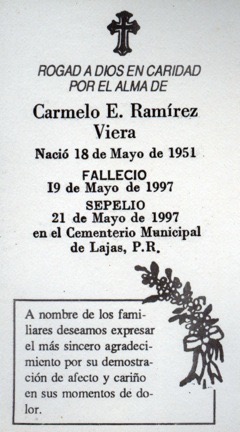 ROGAD A DIOS EN CARIDAD
POR EL ALMA DE
Carmelo E. Ramírez
Viera
Nació 18 de Mayo de 1951
FALLECIO
19 de Mayo de 1997
SEPELIO
21 de Mayo de 1997
en el Cementerio Municipal
de Lajas, P.R.
A nombre de los fami-
liares deseamos expresar
el más sincero agradeci-
miento por su demostra-
ción de afecto y cariño
en sus momentos de do-
lor.